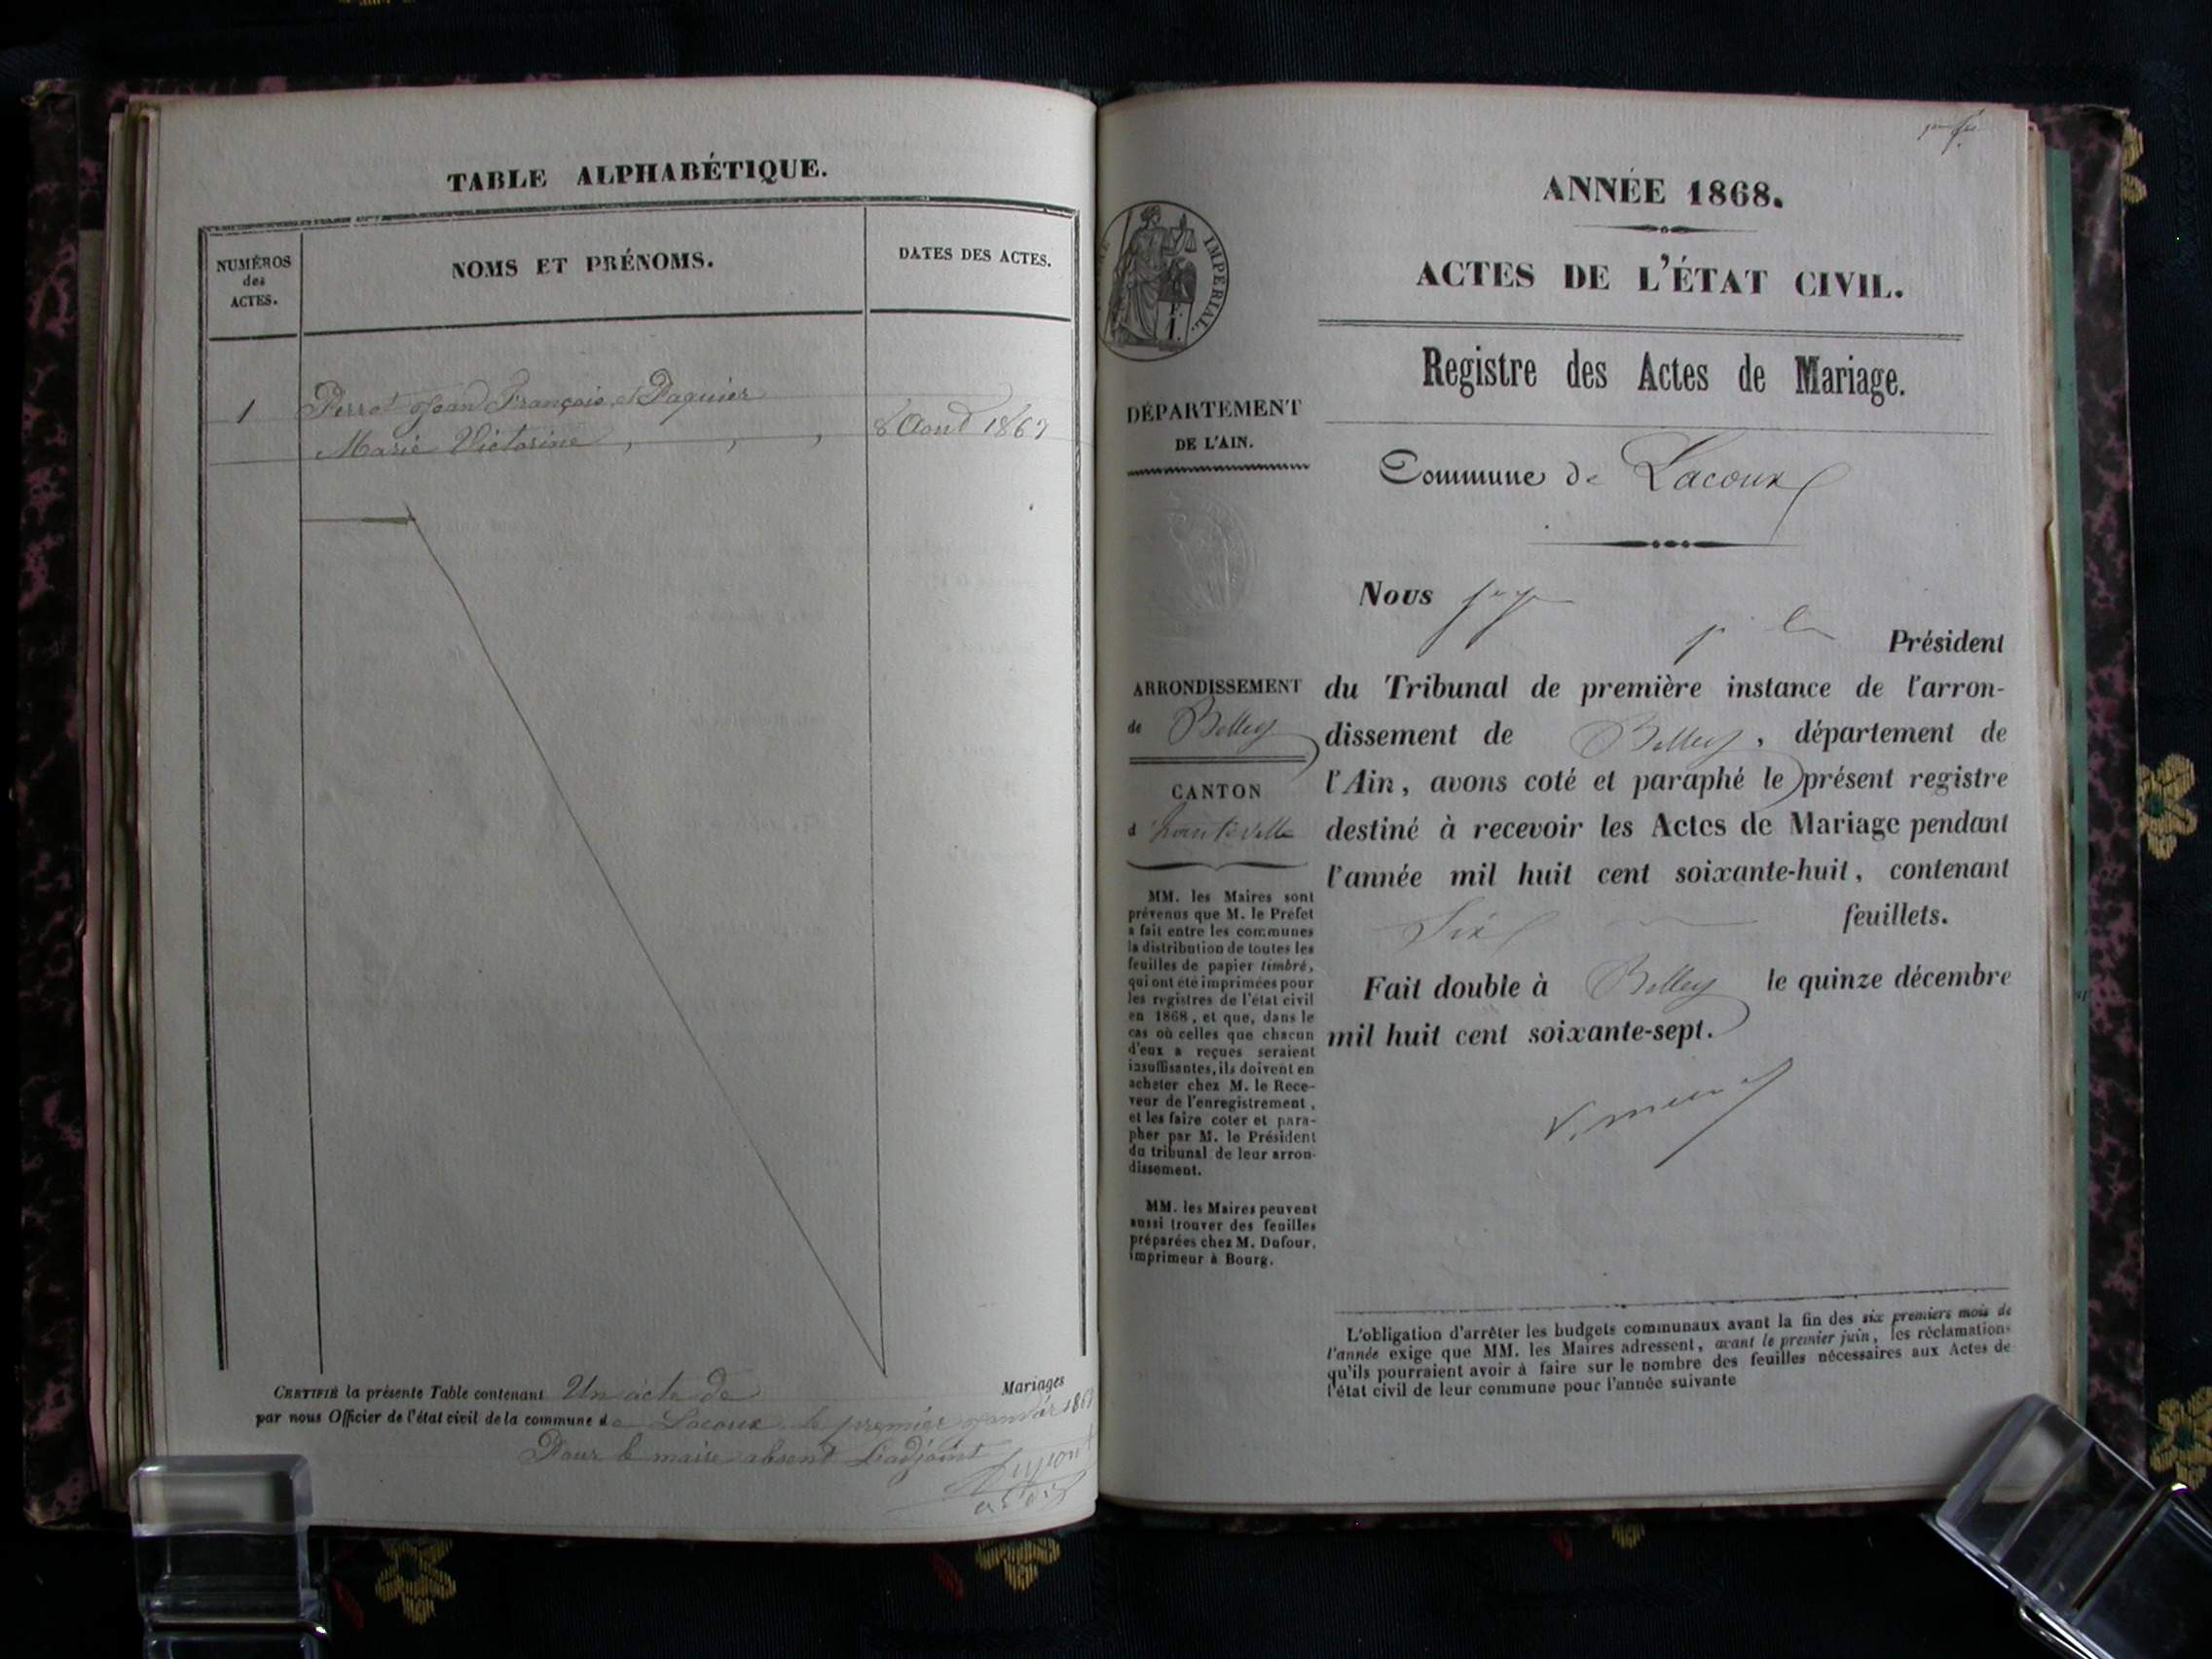 TABLE ALPHABÉTIQUE.
NUMÉROS
des
ACTES.
NOMS ET PRÉNOMS.
DATES DES ACTES.
1
Perrot Jean François et Paquier
Marie Victorine , , ,
8 Aout 1867
CERTIFIÉ la présente Table contenant Un acte de Mariages
par nous Officier de l'état civil de la commune de Lacoux le premier janvier 1868
Pour le maire absent L'adjoint
ANNÉE 1868.
ACTES DE L'ÉTAT CIVIL.
IMPÉRIAL.
Registre des Actes de Mariage.
DÉPARTEMENT
DE L'AIN.
Commune de Lacoux
Nous
Président
ARRONDISSEMENT
de Belley
CANTON
d'hauteville
du Tribunal de première instance de l'arron-
dissement de Belley, département de
l'Ain, avons coté et paraphé le présent registre
destiné à recevoir les Actes de Mariage pendant
l'année mil huit cent soixante-huit, contenant
Six feuillets.
Fait double à Belley le quinze décembre
mil huit cent soixante-sept.
MM. les Maires sont
prévenus que M. le Préfet
a fait entre les communes
la distribution de toutes les
feuilles de papier timbré,
qui ont été imprimées pour
les registres de l'état civil
en 1868, et que, dans le
cas où celles que chacun
d'eux a reçues seraient
insuffisantes, ils doivent en
acheter chez M. le Rece-
veur de l'enregistrement,
et les faire coter et para-
pher par M. le Président
du tribunal de leur arron-
dissement.
MM. les Maires peuvent
aussi trouver des feuilles
préparées chez M. Dufour,
imprimeur à Bourg.
L'obligation d'arrêter les budgets communaux avant la fin des six premiers mois de
l'année exige que MM. les Maires adressent, avant le premier juin, les réclamations
qu'ils pourraient avoir à faire sur le nombre des feuilles nécessaires aux Actes de
l'état civil de leur commune pour l'année suivante